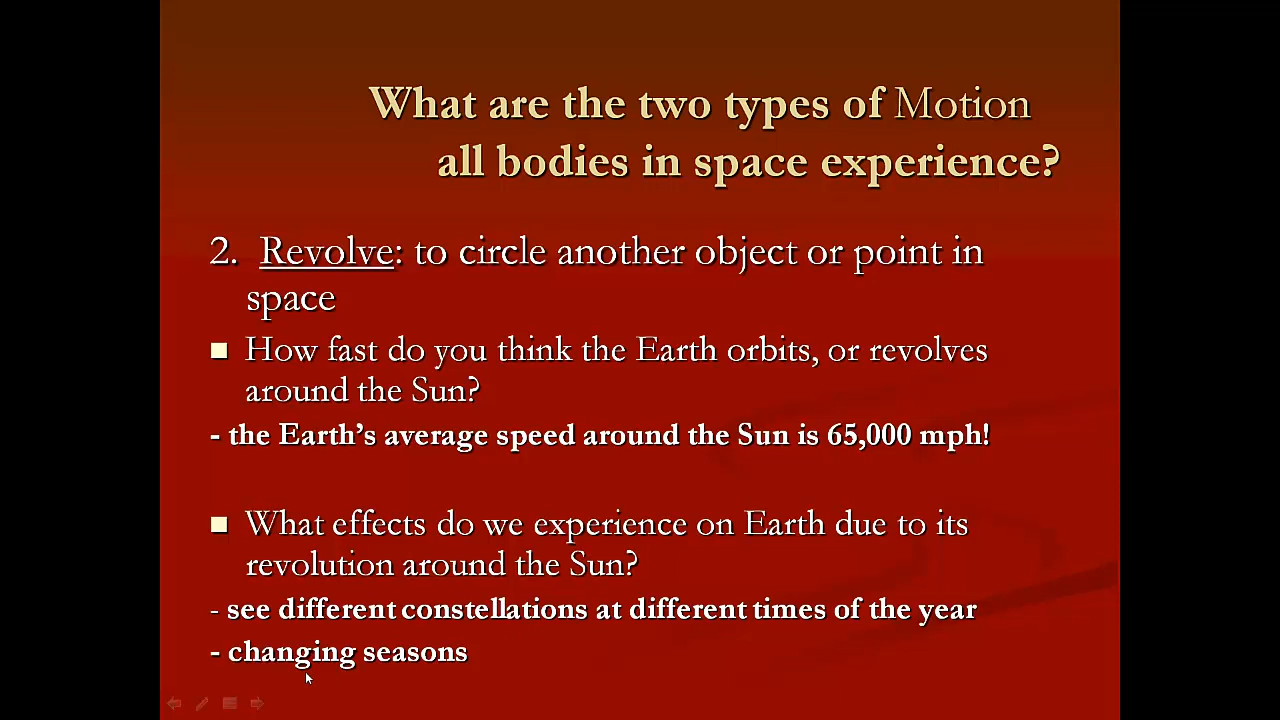 What are the two types of Motion
all bodies in space experience?
2. Revolve: to circle another object or point in
space
How fast do you think the Earth orbits, or revolves
around the Sun?
- the Earth's average speed around the Sun is 65,000 mph!
What effects do we experience on Earth due to its
revolution around the Sun?
- see different constellations at different times of the year
- changing seasons